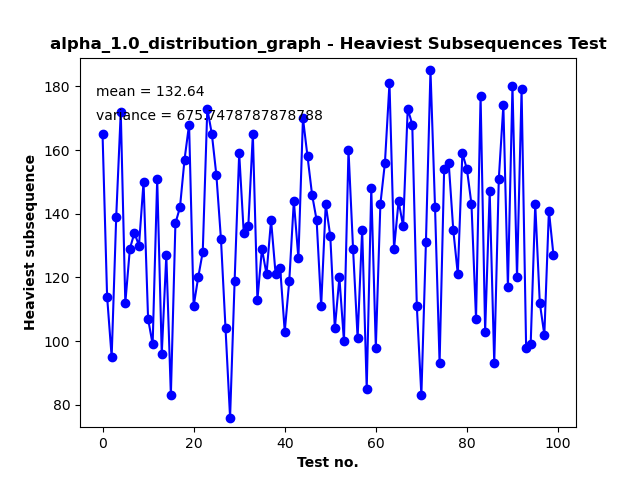 alpha_1.0_distribution_graph - Heaviest Subsequences Test
mean = 132.64
variance = 675.7478787878788
180
160
140
120
100
80
Heaviest subsequence
0 20 40 60 80 100
Test no.